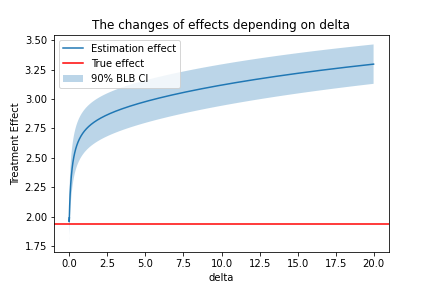 The changes of effects depending on delta
Estimation effect
True effect
90% BLB CI
Treatment Effect
3.50
3.25
3.00
2.75
2.50
2.25
2.00
1.75
0.0 2.5 5.0 7.5 10.0 12.5 15.0 17.5 20.0
delta